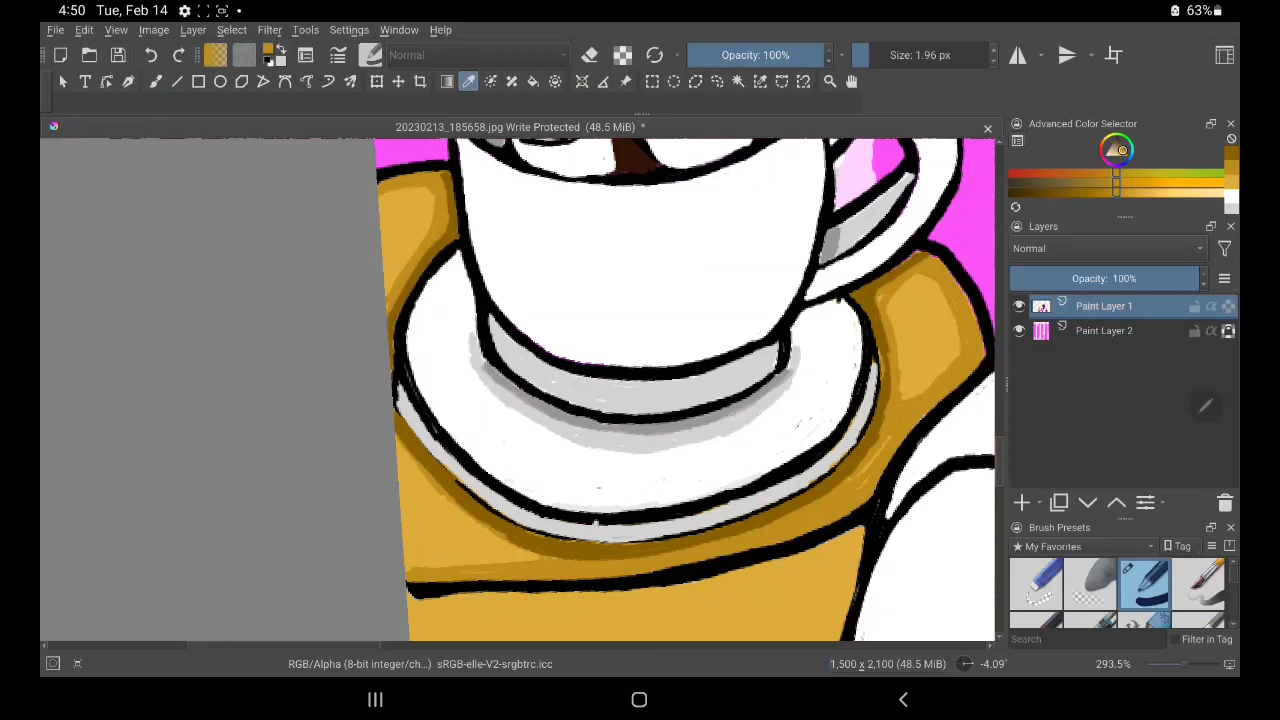 4:50 Tue, Feb 14
63%
File Edit View Image Layer Select Filter Tools Settings Window Help
Normal
Opacity: 100%
Size: 1.96 px
20230213_185658.jpg Write Protected (48.5 MiB) *
Advanced Color Selector
Layers
Normal
Opacity: 100%
Paint Layer 1
Paint Layer 2
Brush Presets
★ My Favorites
Tag
Search
Filter in Tag
RGB/Alpha (8-bit integer/ch...) sRGB-elle-V2-srgbtrc.icc
1,500 x 2,100 (48.5 MiB)
-4.09°
293.5%